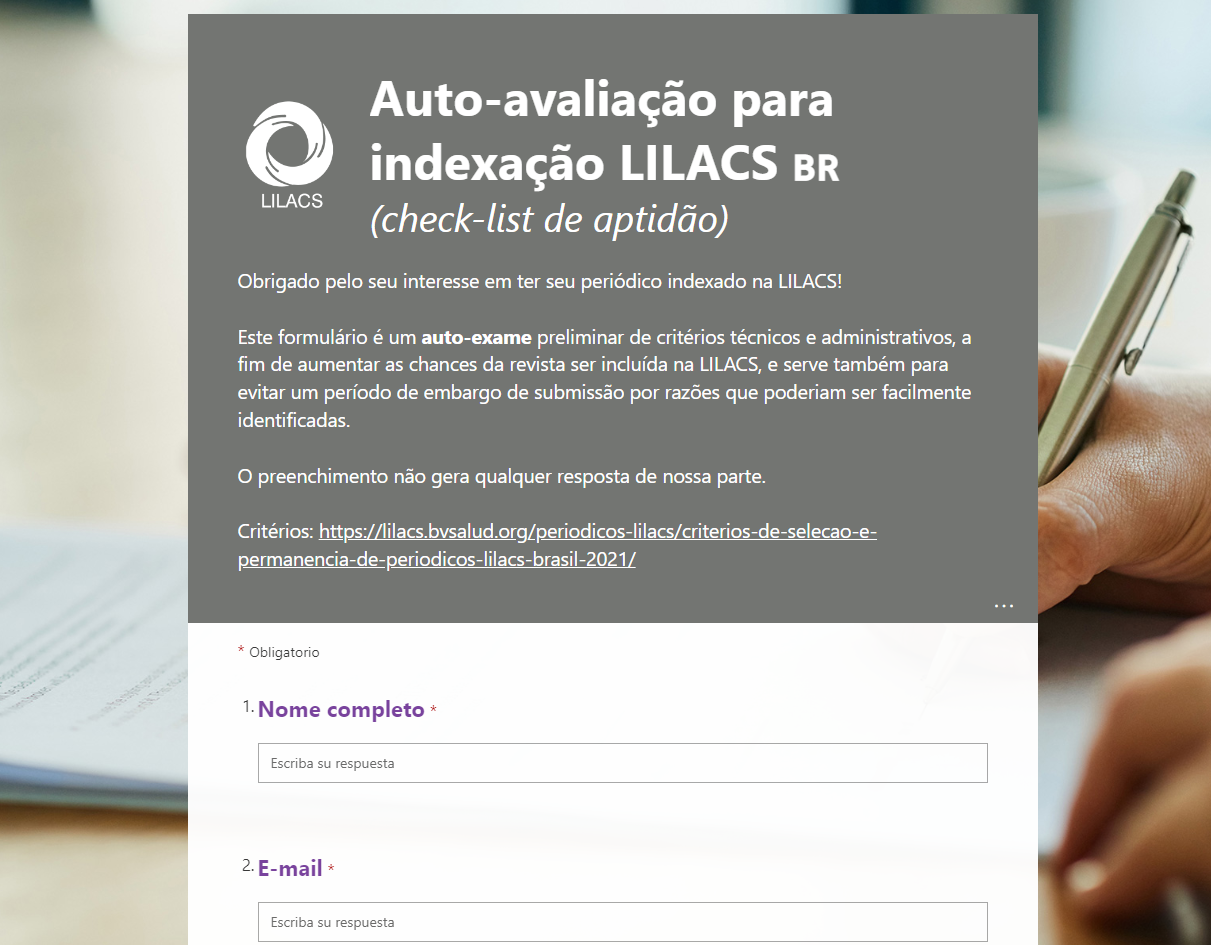 Auto-avaliação para
indexação LILACS BR
(check-list de aptidão)
LILACS
Obrigado pelo seu interesse em ter seu periódico indexado na LILACS!
Este formulário é um auto-exame preliminar de critérios técnicos e administrativos, a
fim de aumentar as chances da revista ser incluída na LILACS, e serve também para
evitar um período de embargo de submissão por razões que poderiam ser facilmente
identificadas.
O preenchimento não gera qualquer resposta de nossa parte.
Critérios: https://lilacs.bvsalud.org/periodicos-lilacs/criterios-de-selecao-e-
permanencia-de-periodicos-lilacs-brasil-2021/
...
* Obligatorio
1. Nome completo *
Escriba su respuesta
2. E-mail *
Escriba su respuesta